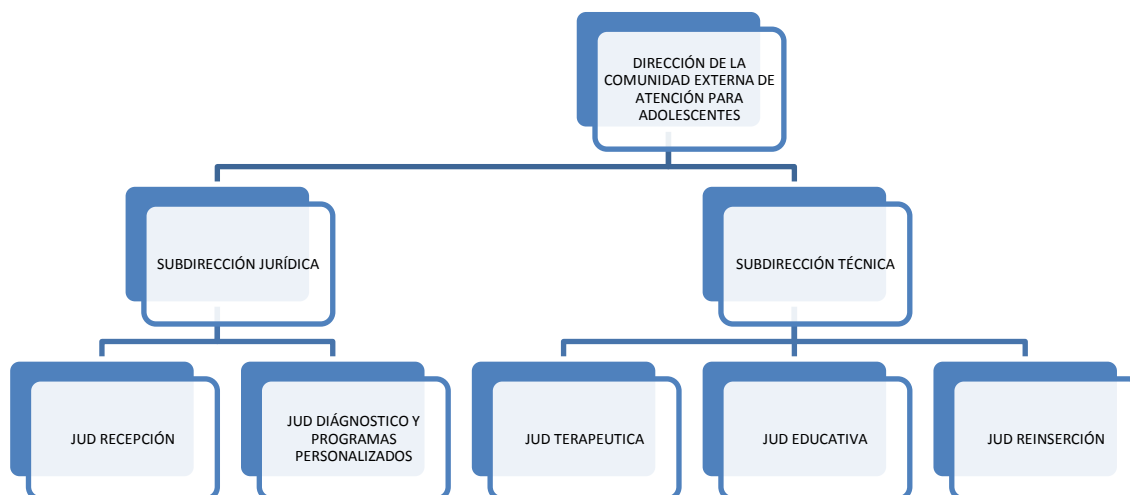 DIRECCIÓN DE LA
COMUNIDAD EXTERNA DE
ATENCIÓN PARA
ADOLESCENTES
SUBDIRECCIÓN JURÍDICA
SUBDIRECCIÓN TÉCNICA
JUD RECEPCIÓN
JUD DIÁGNOSTICO Y
PROGRAMAS
PERSONALIZADOS
JUD TERAPEUTICA
JUD EDUCATIVA
JUD REINSERCIÓN